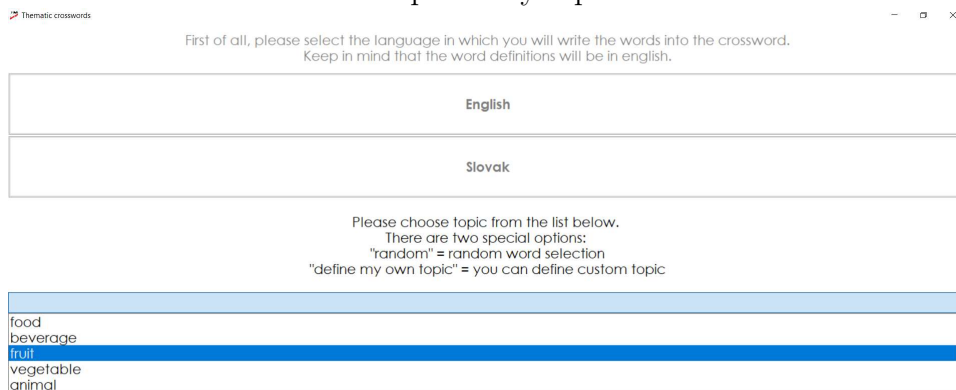 Thematic crosswords
First of all, please select the language in which you will write the words into the crossword.
Keep in mind that the word definitions will be in english.
English
Slovak
Please choose topic from the list below.
There are two special options:
"random" = random word selection
"define my own topic" = you can define custom topic
food
beverage
fruit
vegetable
animal